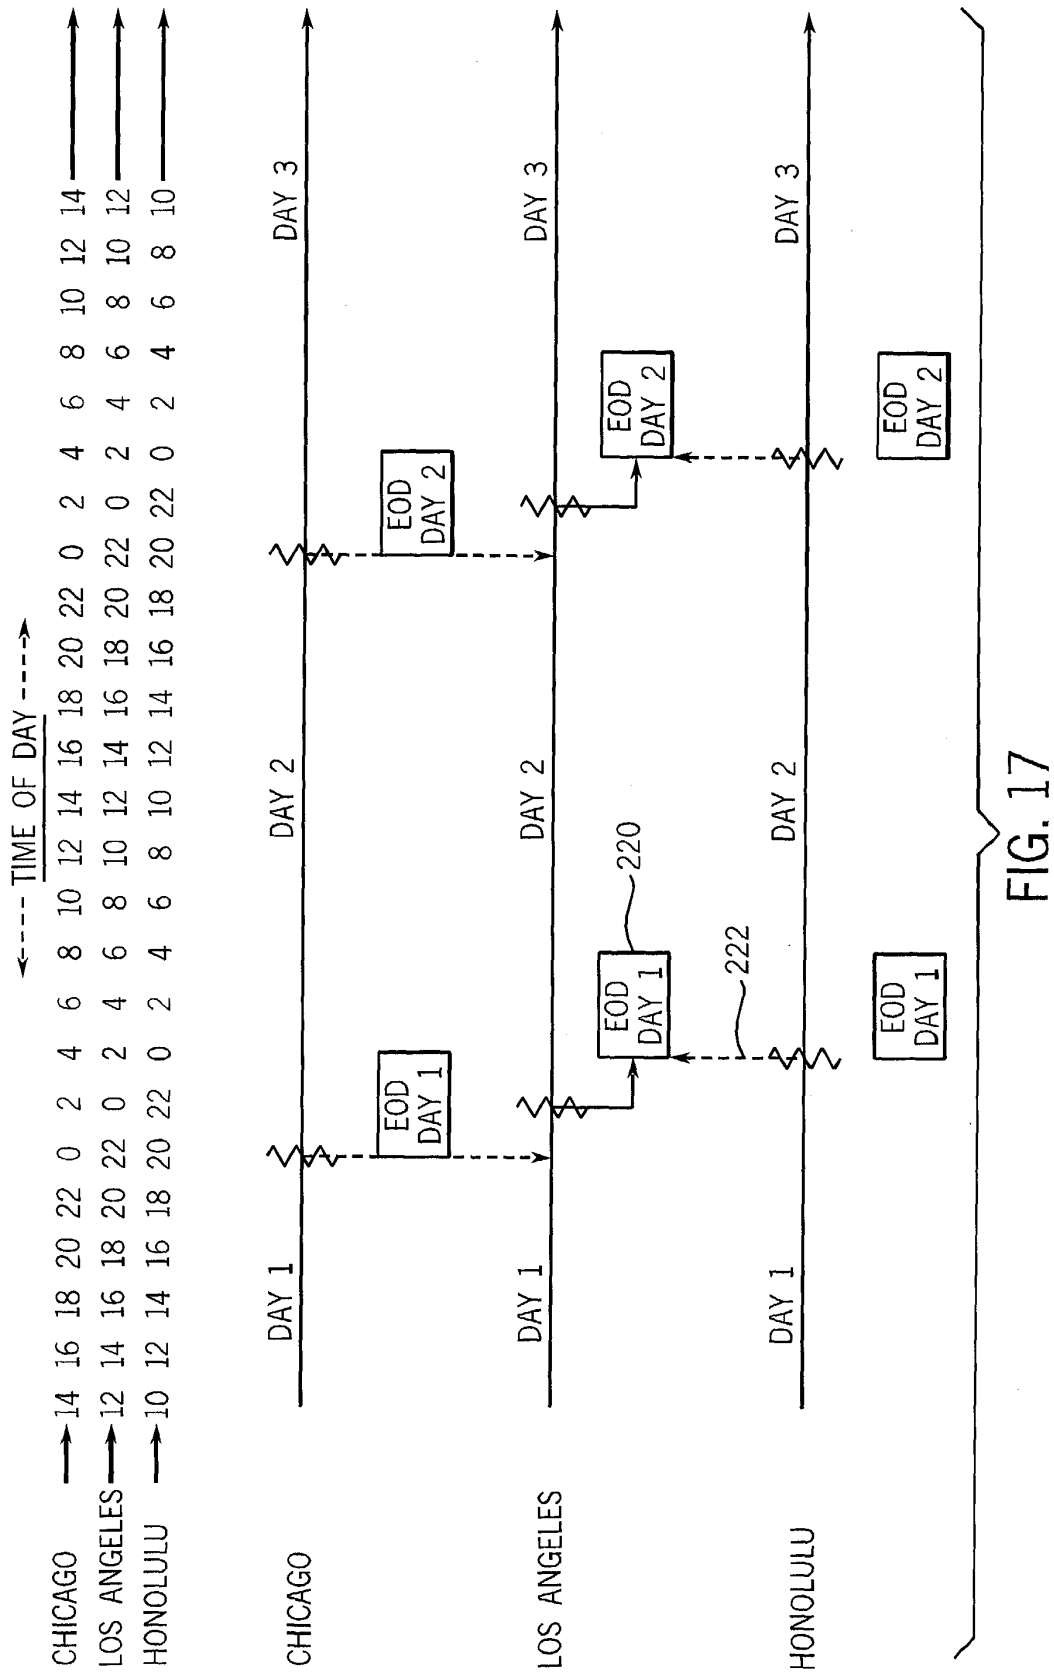 <---- TIME OF DAY ---->
CHICAGO 14 16 18 20 22 0 2 4 6 8 10 12 14 16 18 20 22 0 2 4 6 8 10 12 14
LOS ANGELES 12 14 16 18 20 22 0 2 4 6 8 10 12 14 16 18 20 22 0 2 4 6 8 10 12
HONOLULU 10 12 14 16 18 20 22 0 2 4 6 8 10 12 14 16 18 20 22 0 2 4 6 8 10
CHICAGO DAY 1 DAY 2 DAY 3
EOD
DAY 1
EOD
DAY 2
LOS ANGELES DAY 1 DAY 2 DAY 3
EOD
DAY 1
220
EOD
DAY 2
222
HONOLULU DAY 1 DAY 2 DAY 3
EOD
DAY 1
EOD
DAY 2
FIG. 17